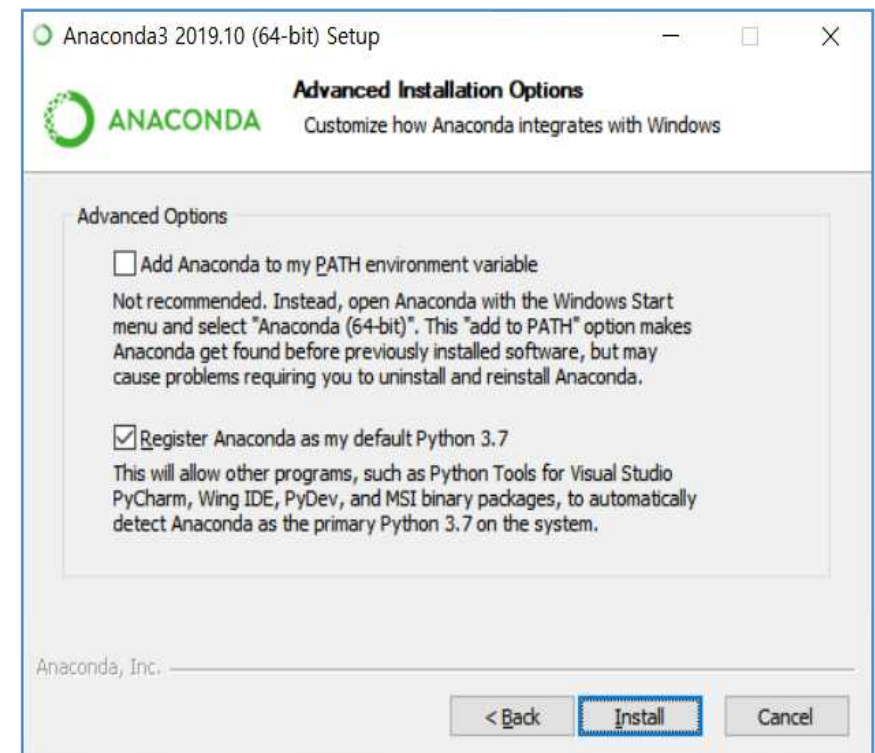 Anaconda3 2019.10 (64-bit) Setup
ANACONDA
Advanced Installation Options
Customize how Anaconda integrates with Windows
Advanced Options
Add Anaconda to my PATH environment variable
Not recommended. Instead, open Anaconda with the Windows Start
menu and select "Anaconda (64-bit)". This "add to PATH" option makes
Anaconda get found before previously installed software, but may
cause problems requiring you to uninstall and reinstall Anaconda.
Register Anaconda as my default Python 3.7
This will allow other programs, such as Python Tools for Visual Studio
PyCharm, Wing IDE, PyDev, and MSI binary packages, to automatically
detect Anaconda as the primary Python 3.7 on the system.
Anaconda, Inc.
< Back
Install
Cancel